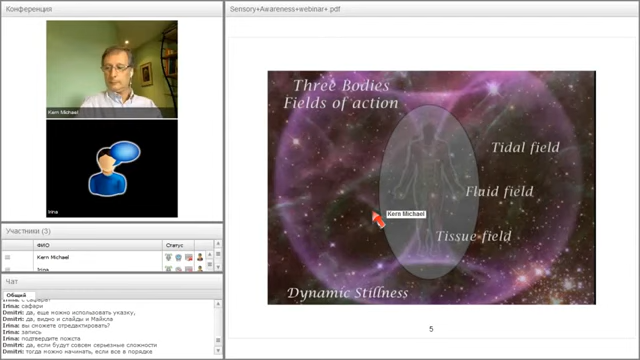 Конференция
Kern Michael
Irina
Участники (3)
ФИО
Статус
Kern Michael
Irina
Чат
Общий
Irina: сафари
Dmitri: да, еще можно использовать указку,
Dmitri: да, видно и слайды и Майкла
Irina: вы сможете отредактировать?
Irina: запись
Irina: подтвердите пожста
Dmitri: да, если будут совсем серьезные сложности
Dmitri: тогда можно начинать, если все в порядке
Sensory+Awareness+webinar+.pdf
Three Bodies
Fields of action
Tidal field
Fluid field
Kern Michael
Tissue field
Dynamic Stillness
5